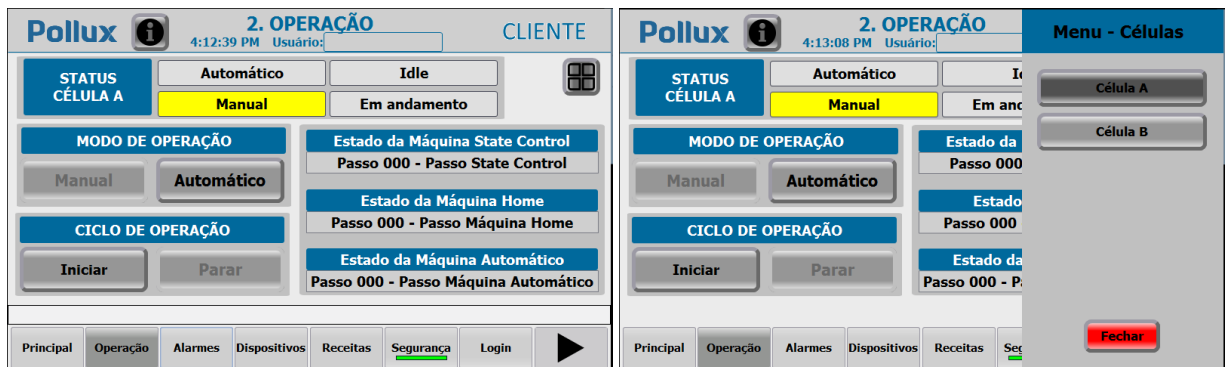 Pollux
i
2. OPERAÇÃO
4:12:39 PM Usuário:
CLIENTE
STATUS
CÉLULA A
Automático
Idle
Manual
Em andamento
MODO DE OPERAÇÃO
Manual
Automático
CICLO DE OPERAÇÃO
Iniciar
Parar
Estado da Máquina State Control
Passo 000 - Passo State Control
Estado da Máquina Home
Passo 000 - Passo Máquina Home
Estado da Máquina Automático
Passo 000 - Passo Máquina Automático
Principal
Operação
Alarmes
Dispositivos
Receitas
Segurança
Login
Pollux
i
2. OPERAÇÃO
4:13:08 PM Usuário:
STATUS
CÉLULA A
Automático
Manual
Em and
MODO DE OPERAÇÃO
Manual
Automático
CICLO DE OPERAÇÃO
Iniciar
Parar
Estado da
Passo 000
Estado
Passo 000
Estado da
Passo 000 - P
Principal
Operação
Alarmes
Dispositivos
Receitas
Seg
Menu - Células
Célula A
Célula B
Fechar